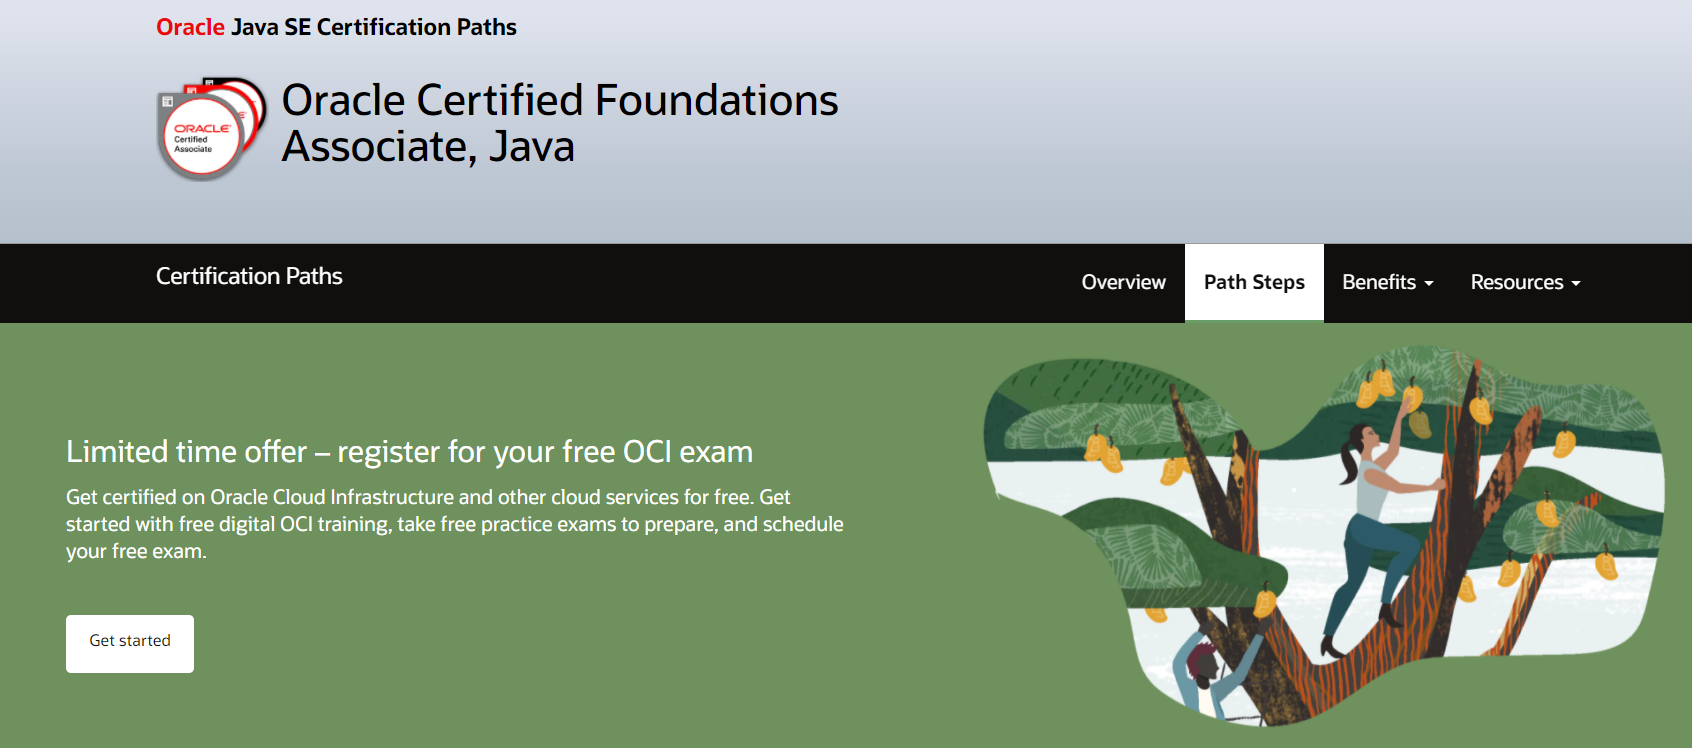 Oracle Java SE Certification Paths
ORACLE
Certified
Associate
Oracle Certified Foundations
Associate, Java
Certification Paths
Overview
Path Steps
Benefits
Resources
Limited time offer – register for your free OCI exam
Get certified on Oracle Cloud Infrastructure and other cloud services for free. Get
started with free digital OCI training, take free practice exams to prepare, and schedule
your free exam.
Get started